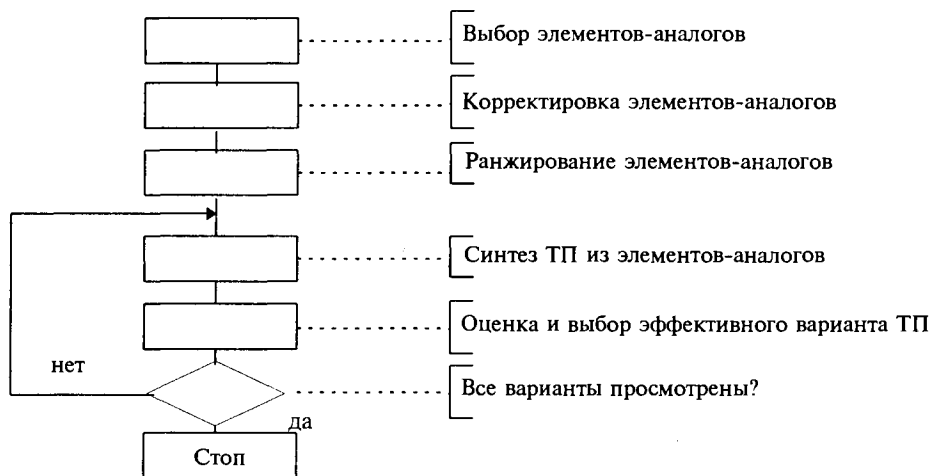 Выбор элементов-аналогов
Корректировка элементов-аналогов
Ранжирование элементов-аналогов
Синтез ТП из элементов-аналогов
Оценка и выбор эффективного варианта ТП
нет
Все варианты просмотрены?
да
Стоп